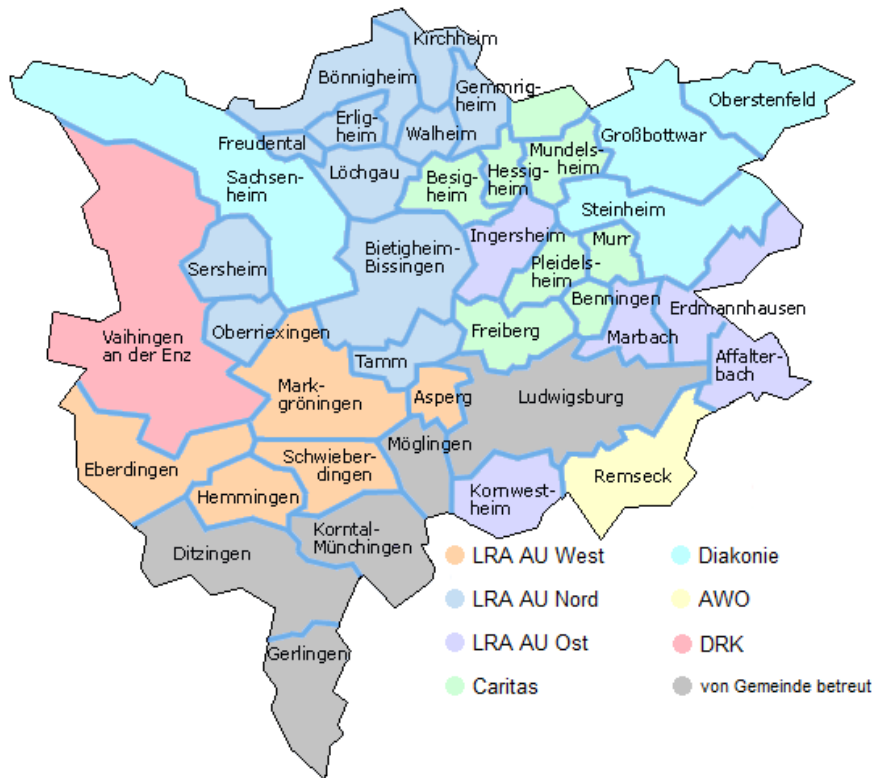 Kirchheim
Bönnigheim
Gemmrig-
heim
Oberstenfeld
Erlig-
heim
Walheim
Großbottwar
Freudental
Mundels-
heim
Löchgau
Besig-
heim
Hessig-
heim
Sachsen-
heim
Steinheim
Ingersheim
Murr
Bietigheim-
Bissingen
Sersheim
Pleidels-
heim
Benningen
Erdmannhausen
Oberriexingen
Freiberg
Marbach
Vaihingen
an der Enz
Tamm
Affalter-
bach
Mark-
gröningen
Asperg
Ludwigsburg
Möglingen
Schwieber-
dingen
Eberdingen
Remseck
Hemmingen
Kornwest-
heim
Korntal-
Münchingen
Ditzingen
Gerlingen
LRA AU West
LRA AU Nord
LRA AU Ost
Caritas
Diakonie
AWO
DRK
von Gemeinde betreut